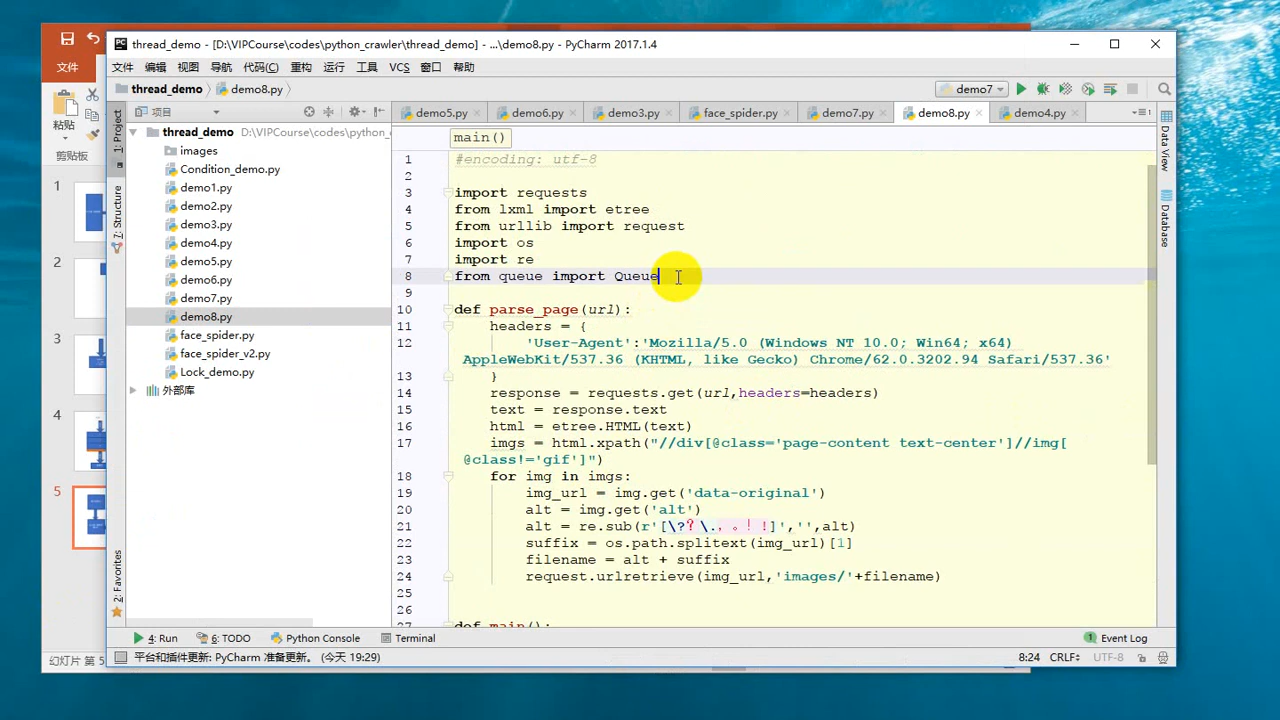 文件
粘贴
剪贴板
1
2
3
4
5
幻灯片 第 5
PC
thread_demo - [D:\VIPCourse\codes\python_crawler\thread_demo] - ...\demo8.py - PyCharm 2017.1.4
文件 编辑 视图 导航 代码(C) 重构 运行 工具 VCS 窗口 帮助
thread_demo demo8.py demo7
项目
demo5.py demo6.py demo3.py face_spider.py demo7.py demo8.py demo4.py
1: Project
7: Structure
2: Favorites
thread_demo D:\VIPCourse\codes\python_
images
Condition_demo.py
demo1.py
demo2.py
demo3.py
demo4.py
demo5.py
demo6.py
demo7.py
demo8.py
face_spider.py
face_spider_v2.py
Lock_demo.py
外部库
main()
1 #encoding: utf-8
2
3 import requests
4 from lxml import etree
5 from urllib import request
6 import os
7 import re
8 from queue import Queue
9
10 def parse_page(url):
11 headers = {
12 'User-Agent':'Mozilla/5.0 (Windows NT 10.0; Win64; x64)
AppleWebKit/537.36 (KHTML, like Gecko) Chrome/62.0.3202.94 Safari/537.36'
13 }
14 response = requests.get(url,headers=headers)
15 text = response.text
16 html = etree.HTML(text)
17 imgs = html.xpath("//div[@class='page-content text-center']//img[
@class!='gif']")
18 for img in imgs:
19 img_url = img.get('data-original')
20 alt = img.get('alt')
21 alt = re.sub(r'[\??\.，。！!]','',alt)
22 suffix = os.path.splitext(img_url)[1]
23 filename = alt + suffix
24 request.urlretrieve(img_url,'images/'+filename)
25
26
27 def main():
Data View
Database
4: Run 6: TODO Python Console Terminal 1 Event Log
平台和插件更新: PyCharm 准备更新。 (今天 19:29) 8:24 CRLF UTF-8